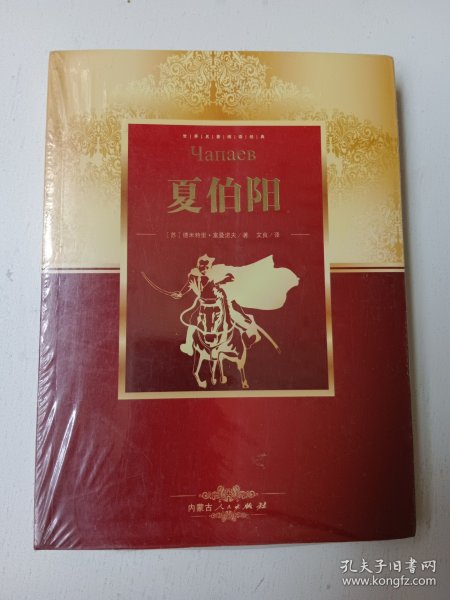 世界名著阅读经典
Чапаев
夏伯阳
[苏]德米特里·富曼诺夫/著 文良/译
内蒙古人民出版社
孔夫子旧书网
www.kongfz.com